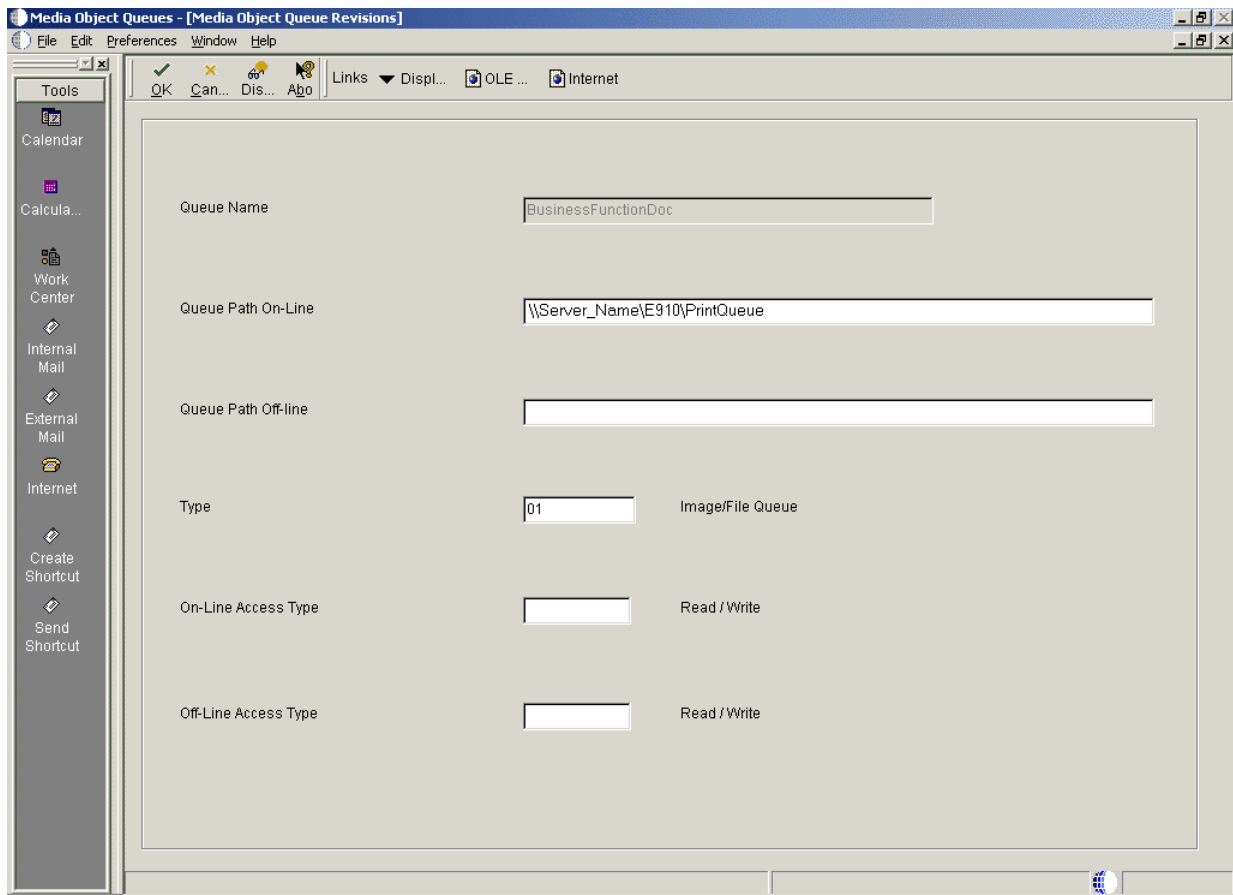 Media Object Queues - [Media Object Queue Revisions]
File Edit Preferences Window Help
Tools
OK Can... Dis... Abo Links Displ... OLE ... Internet
Calendar
Calcula...
Work
Center
Internal
Mail
External
Mail
Internet
Create
Shortcut
Send
Shortcut
Queue Name BusinessFunctionDoc
Queue Path On-Line \\Server_Name\E910\PrintQueue
Queue Path Off-line
Type 01 Image/File Queue
On-Line Access Type Read / Write
Off-Line Access Type Read / Write